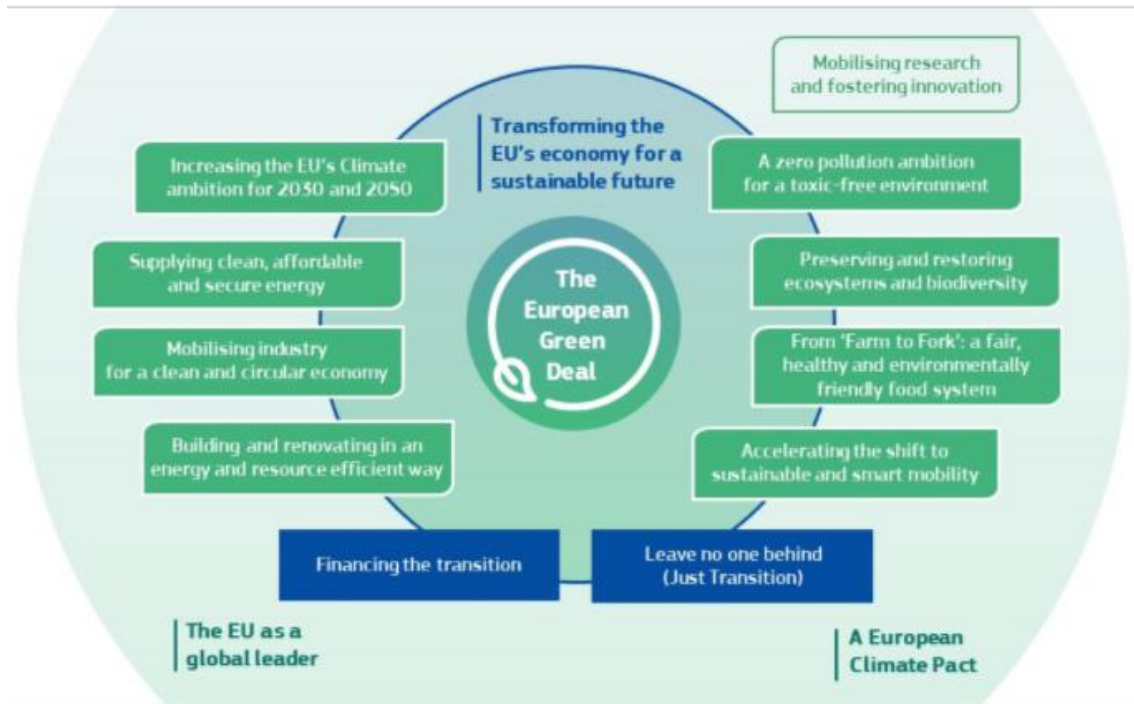 Mobilising research
and fostering innovation
Transforming the
EU's economy for a
sustainable future
Increasing the EU's Climate
ambition for 2030 and 2050
A zero pollution ambition
for a toxic-free environment
Supplying clean, affordable
and secure energy
Preserving and restoring
ecosystems and biodiversity
The
European
Green
Deal
Mobilising industry
for a clean and circular economy
From 'Farm to Fork': a fair,
healthy and environmentally
friendly food system
Building and renovating in an
energy and resource efficient way
Accelerating the shift to
sustainable and smart mobility
Financing the transition
Leave no one behind
(Just Transition)
The EU as a
global leader
A European
Climate Pact